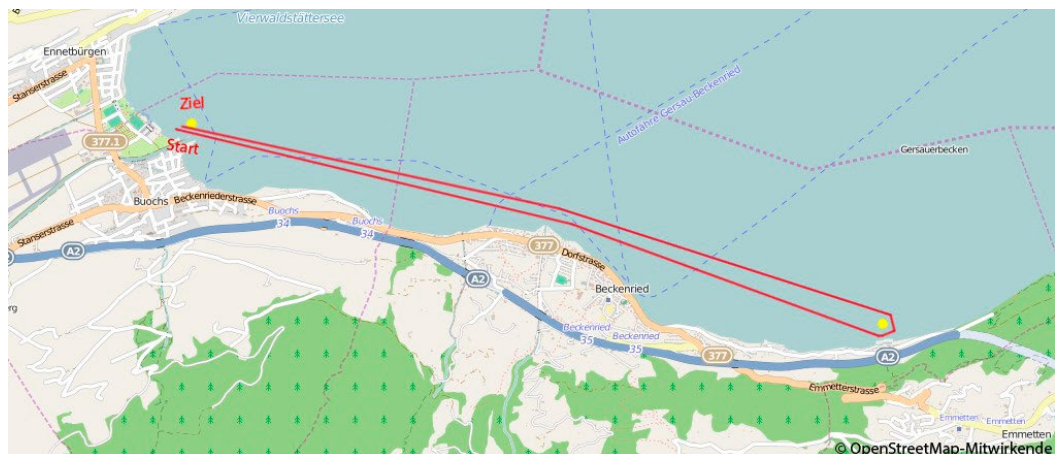 Vierwaldstättersee
Ennetbürgen
Stanserstrasse
Ziel
Start
377.1
Autofähre Gersau-Beckenried
Gersauerbecken
Buochs
Beckenriederstrasse
Stanserstrasse
A2
Buochs
34
Buochs
34
377
Dorfstrasse
A2
Beckenried
Beckenried
35
Beckenried
35
377
A2
Emmetterstrasse
Emmetten
Emmetten
Emmetten
© OpenStreetMap-Mitwirkende